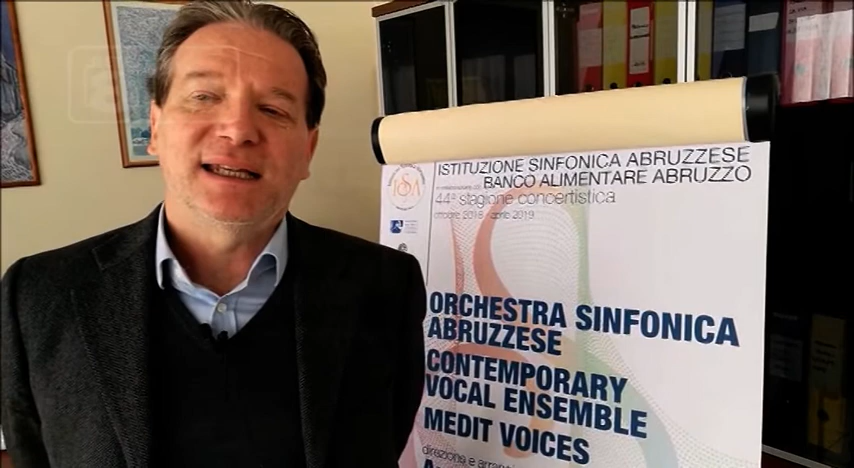 ISTITUZIONE SINFONICA ABRUZZESE
BANCO ALIMENTARE ABRUZZO
44ª stagione concertistica
ottobre 2018 - aprile 2019
ORCHESTRA SINFONICA
ABRUZZESE
CONTEMPORARY
VOCAL ENSEMBLE
MEDIT VOICES
direzione e